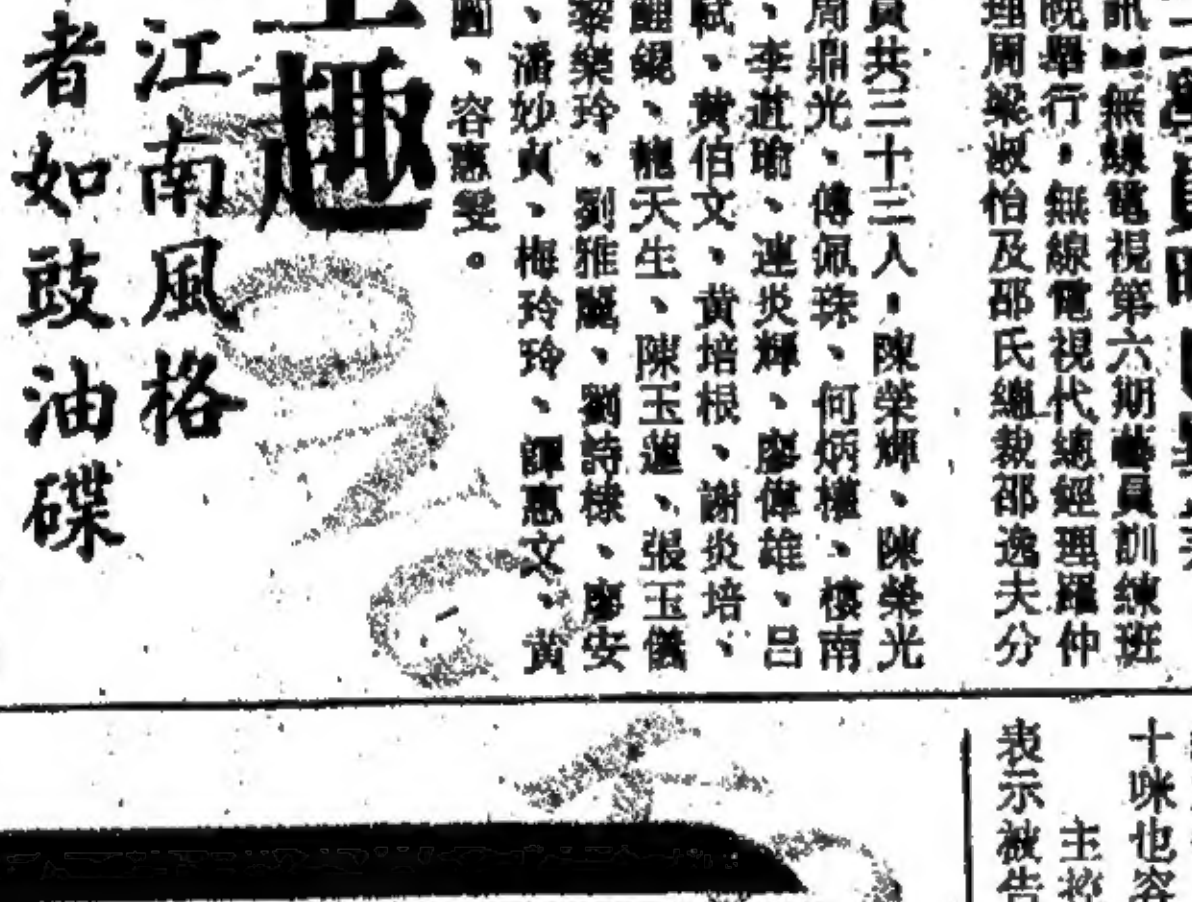 訊無線電視第六期藝員訓練班
晚舉行，無線電視代總經理羅仲
理周梁淑怡及邵氏總裁邵逸夫分
員共三十三人，陳榮輝、陳榮光
周鼎光、傅佩珠、何炳權、樓南
、李道瑜、連炎輝、廖偉雄、呂
、黃伯文、黃培根、謝炎培、
鯤、龍天生、陳玉蓮、張玉儀
黎樂玲、劉雅麗、劉詩棣、廖安
、潘妙貞、梅玲玲、譚惠文、黃
圓、容惠雯。
趣
江南風格
者如豉油碟
十咪也容
主控
表示被告